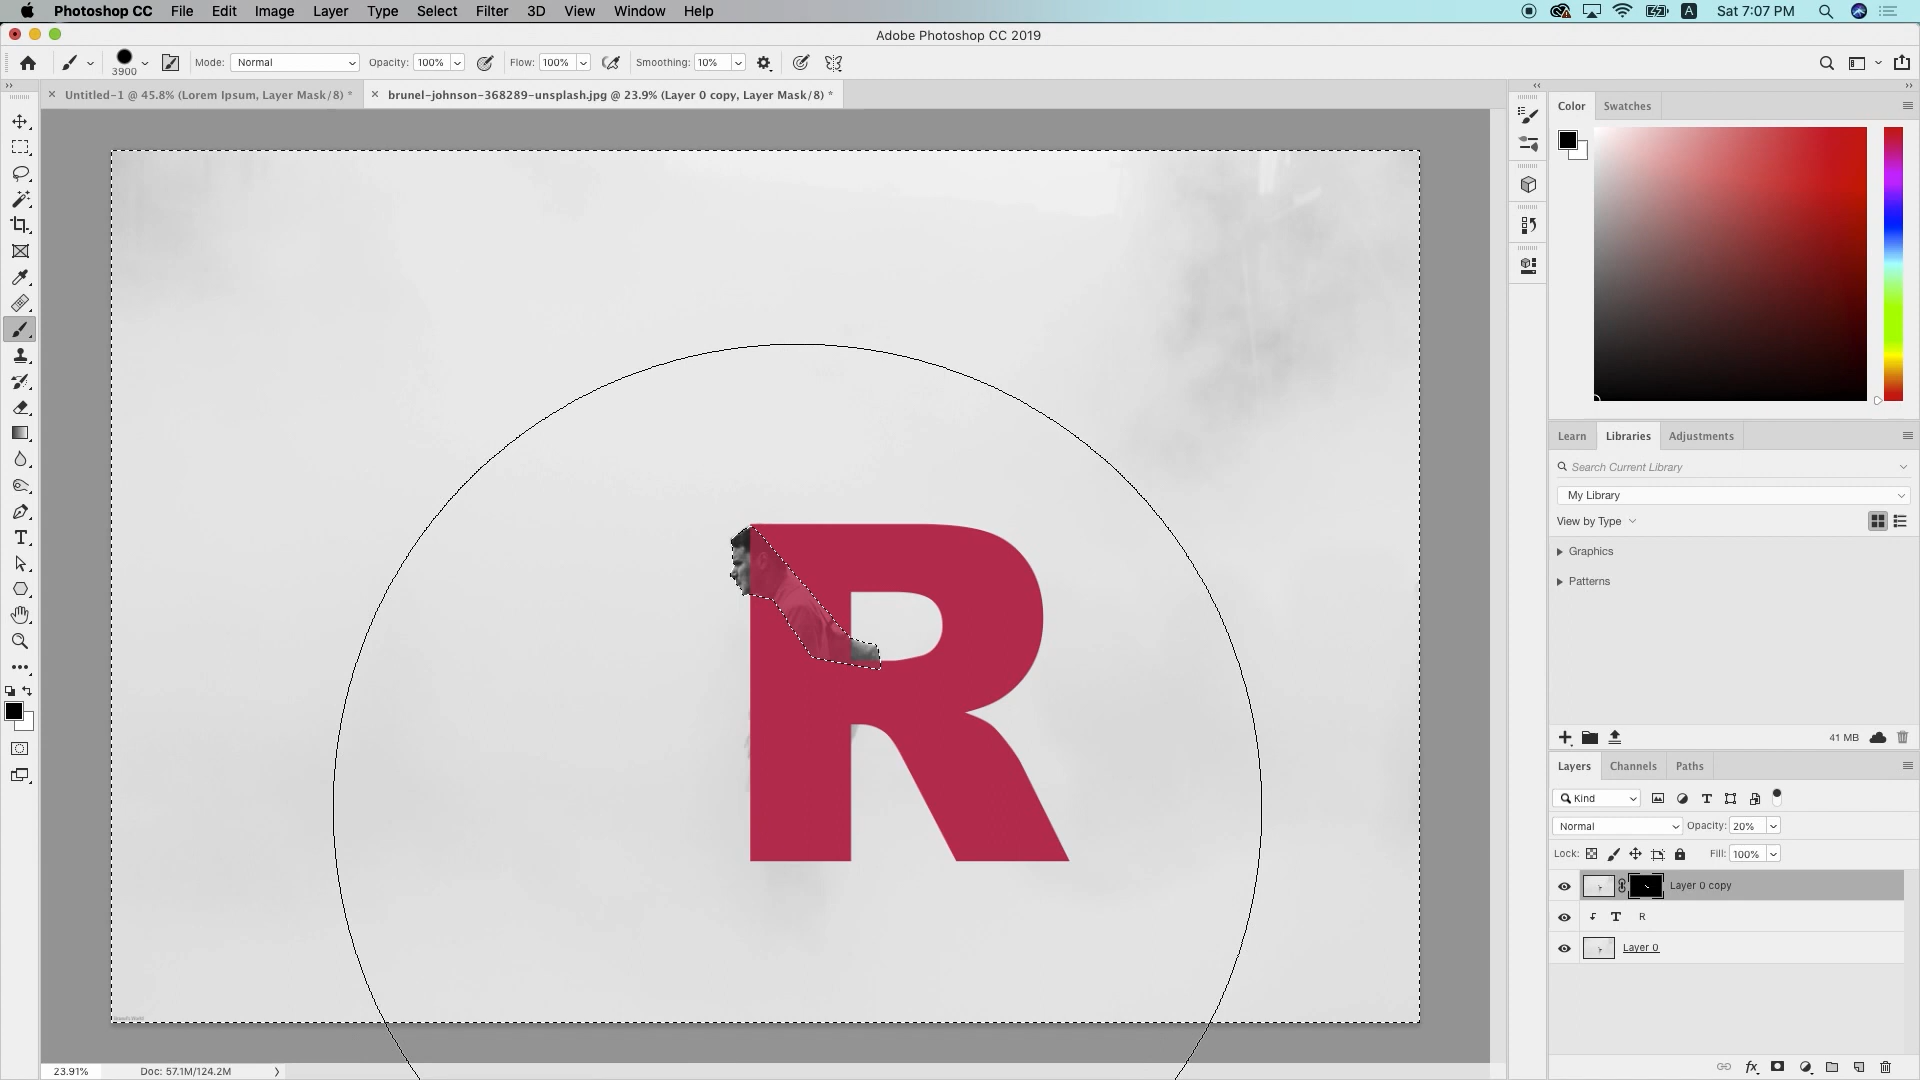 Photoshop CC File Edit Image Layer Type Select Filter 3D View Window Help A Sat 7:07 PM
Adobe Photoshop CC 2019
3900 Mode: Normal Opacity: 100% Flow: 100% Smoothing: 10%
Untitled-1 @ 45.8% (Lorem Ipsum, Layer Mask/8) * brunel-johnson-368289-unsplash.jpg @ 23.9% (Layer 0 copy, Layer Mask/8) *
Color Swatches
R
Learn Libraries Adjustments
Search Current Library
My Library
View by Type
Graphics
Patterns
41 MB
Layers Channels Paths
Kind
Normal Opacity: 20%
Lock: Fill: 100%
Layer 0 copy
T R
Layer 0
23.91% Doc: 57.1M/124.2M